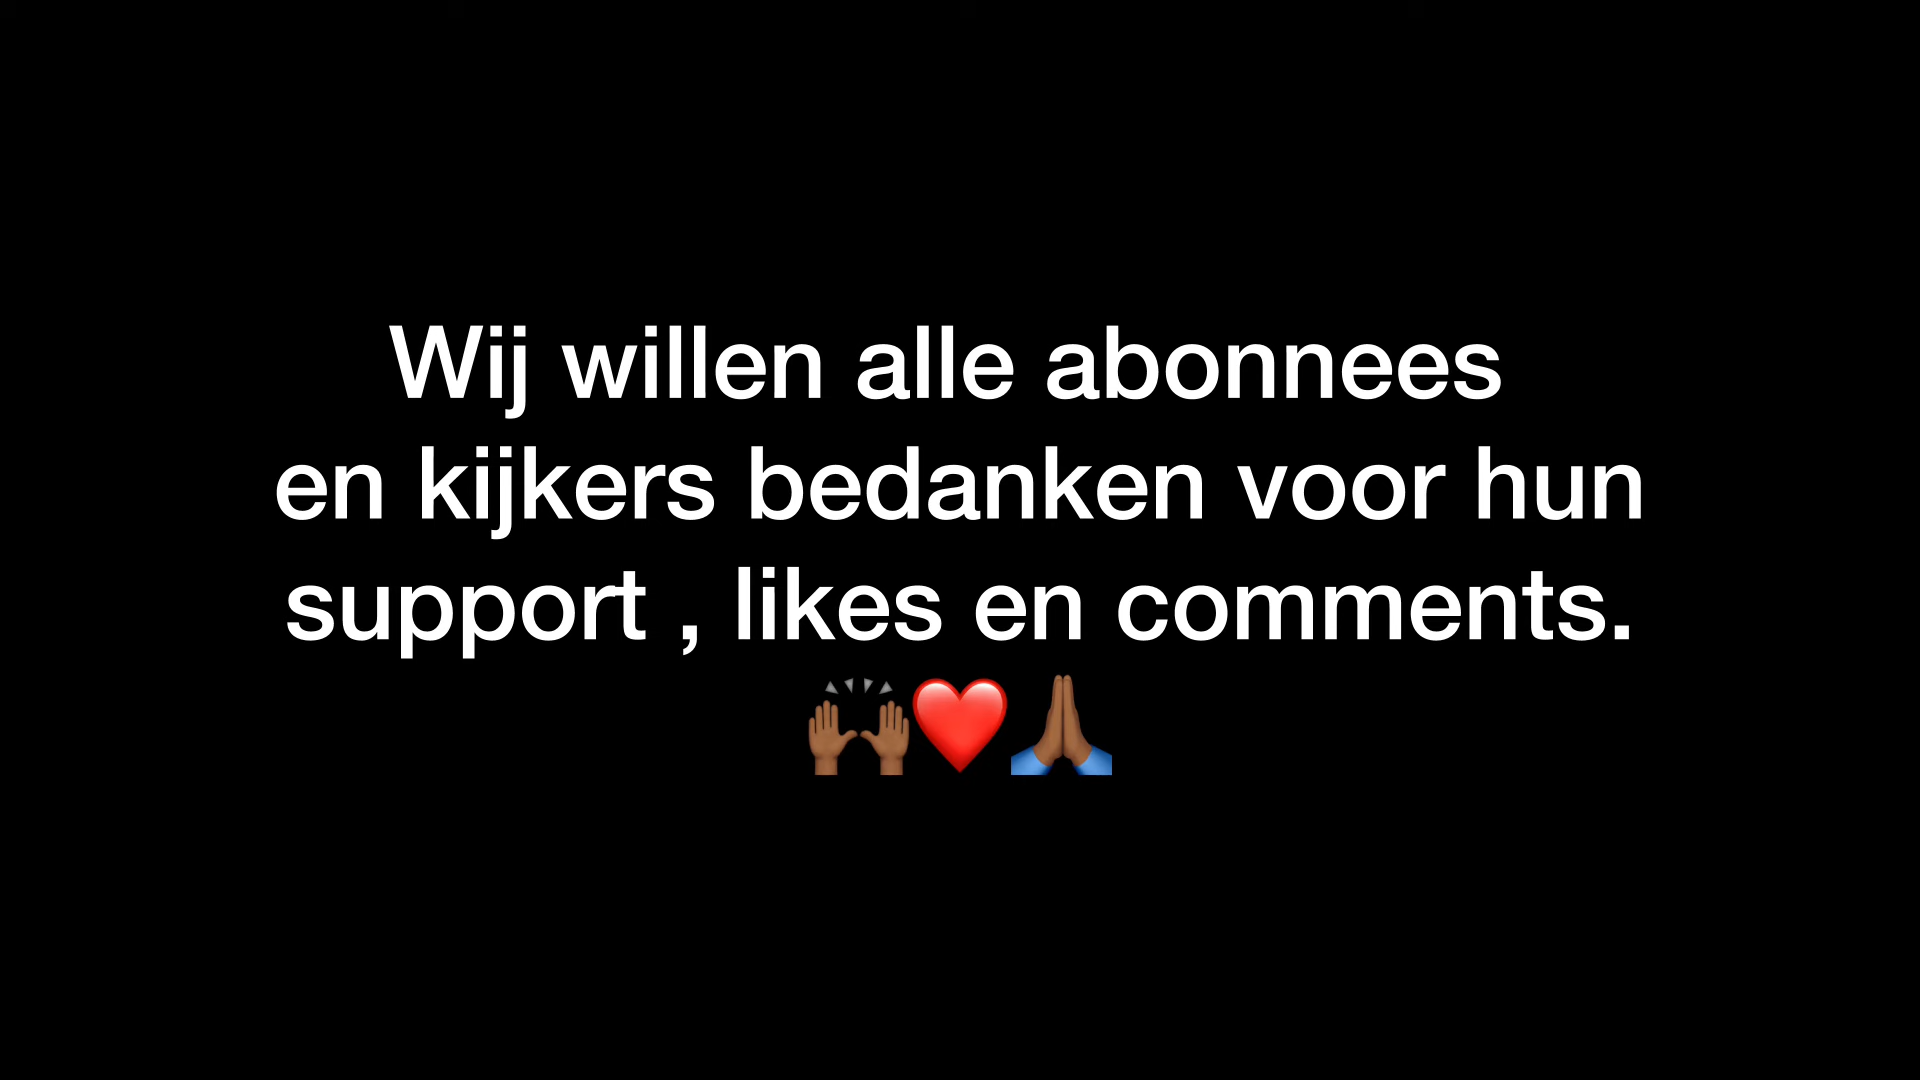 Wij willen alle abonnees
en kijkers bedanken voor hun
support , likes en comments.
🙌🏾❤️🙏🏾